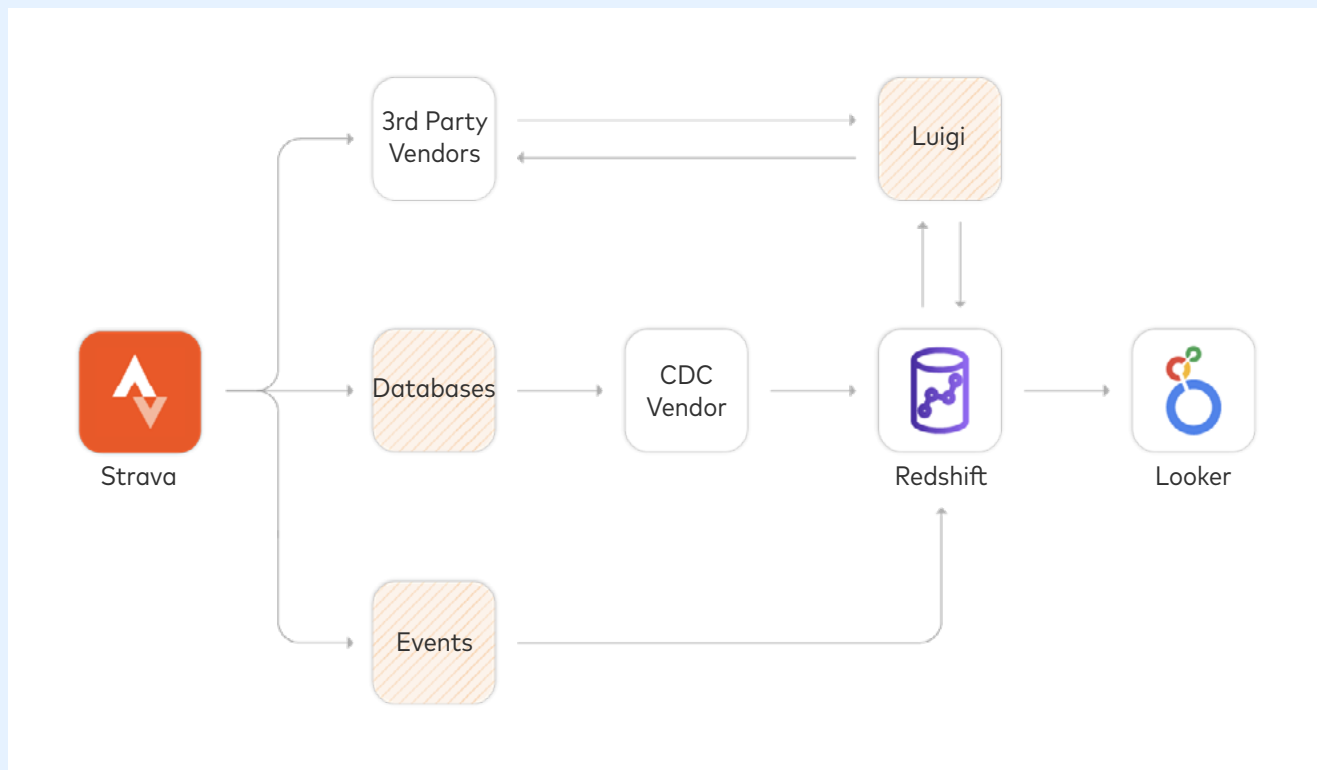 3rd Party
Vendors
Luigi
Databases
CDC
Vendor
Strava
Redshift
Looker
Events